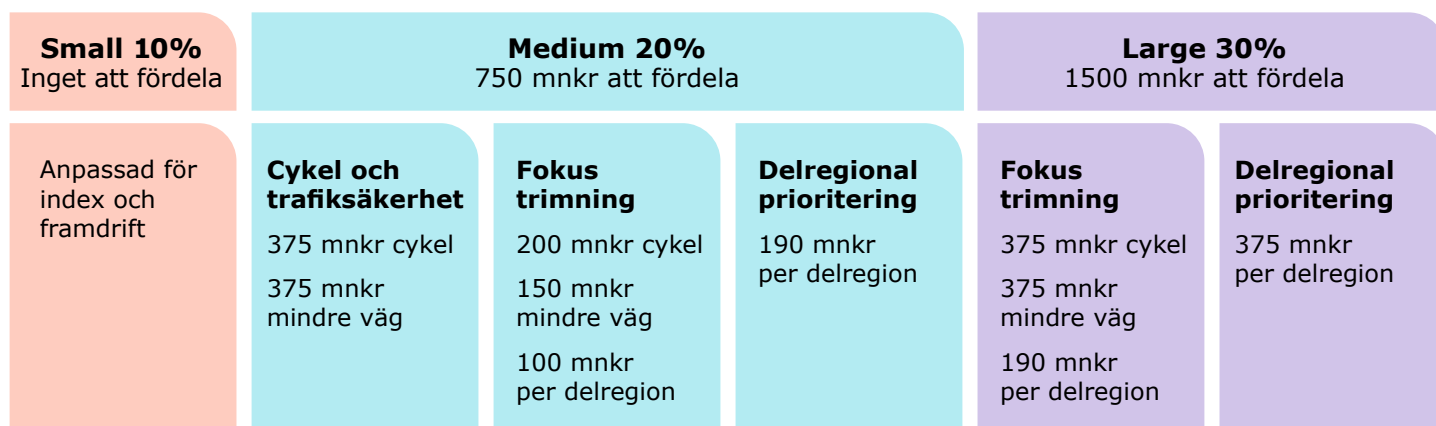 Small 10%
Inget att fördela
Medium 20%
750 mnkr att fördela
Large 30%
1500 mnkr att fördela
Anpassad för
index och
framdrift
Cykel och
trafiksäkerhet
375 mnkr cykel
375 mnkr
mindre väg
Fokus
trimning
200 mnkr cykel
150 mnkr
mindre väg
100 mnkr
per delregion
Delregional
prioritering
190 mnkr
per delregion
Fokus
trimning
375 mnkr cykel
375 mnkr
mindre väg
190 mnkr
per delregion
Delregional
prioritering
375 mnkr
per delregion